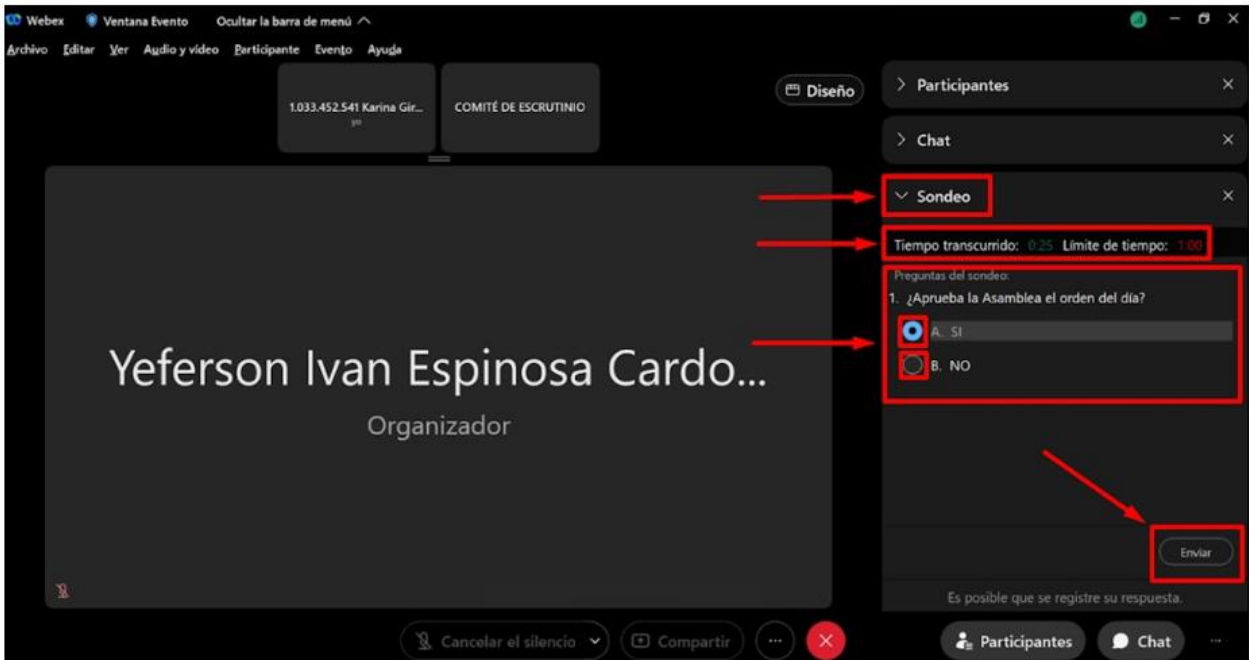 Webex Ventana Evento Ocultar la barra de menú
Archivo Editar Ver Audio y vídeo Participante Evento Ayuda
1.033.452.541 Karina Gir...
yo
COMITÉ DE ESCRUTINIO
Diseño
Yeferson Ivan Espinosa Cardo...
Organizador
Participantes
Chat
Sondeo
Tiempo transcurrido: 0:25 Límite de tiempo: 1:00
Preguntas del sondeo:
1. ¿Aprueba la Asamblea el orden del día?
A. SI
B. NO
Enviar
Es posible que se registre su respuesta.
Cancelar el silencio Compartir ... Participantes Chat ...